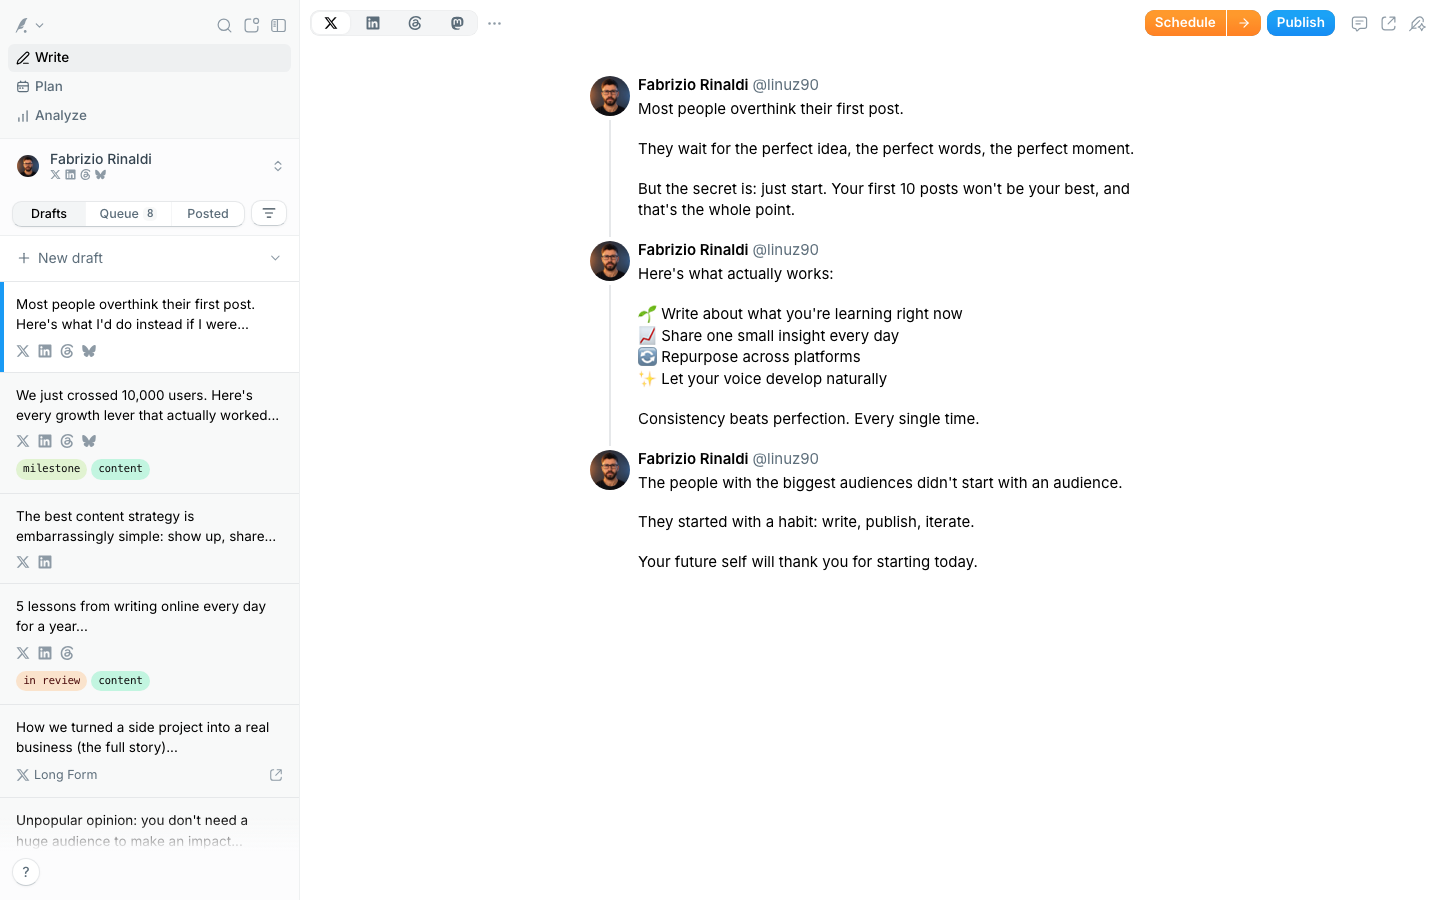 Write
Plan
Analyze
Fabrizio Rinaldi
Drafts
Queue 8
Posted
New draft
Most people overthink their first post.
Here's what I'd do instead if I were...
We just crossed 10,000 users. Here's
every growth lever that actually worked...
milestone
content
The best content strategy is
embarrassingly simple: show up, share...
5 lessons from writing online every day
for a year...
in review
content
How we turned a side project into a real
business (the full story)...
Long Form
Unpopular opinion: you don't need a
huge audience to make an impact...
?
Schedule
Publish
Fabrizio Rinaldi @linuz90
Most people overthink their first post.
They wait for the perfect idea, the perfect words, the perfect moment.
But the secret is: just start. Your first 10 posts won't be your best, and
that's the whole point.
Fabrizio Rinaldi @linuz90
Here's what actually works:
🌱 Write about what you're learning right now
📈 Share one small insight every day
🔄 Repurpose across platforms
✨ Let your voice develop naturally
Consistency beats perfection. Every single time.
Fabrizio Rinaldi @linuz90
The people with the biggest audiences didn't start with an audience.
They started with a habit: write, publish, iterate.
Your future self will thank you for starting today.